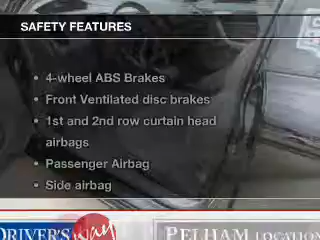 SAFETY FEATURES
• 4-wheel ABS Brakes
• Front Ventilated disc brakes
• 1st and 2nd row curtain head
airbags
• Passenger Airbag
• Side airbag
DRIVER'S Way
PELHAM LOCATION